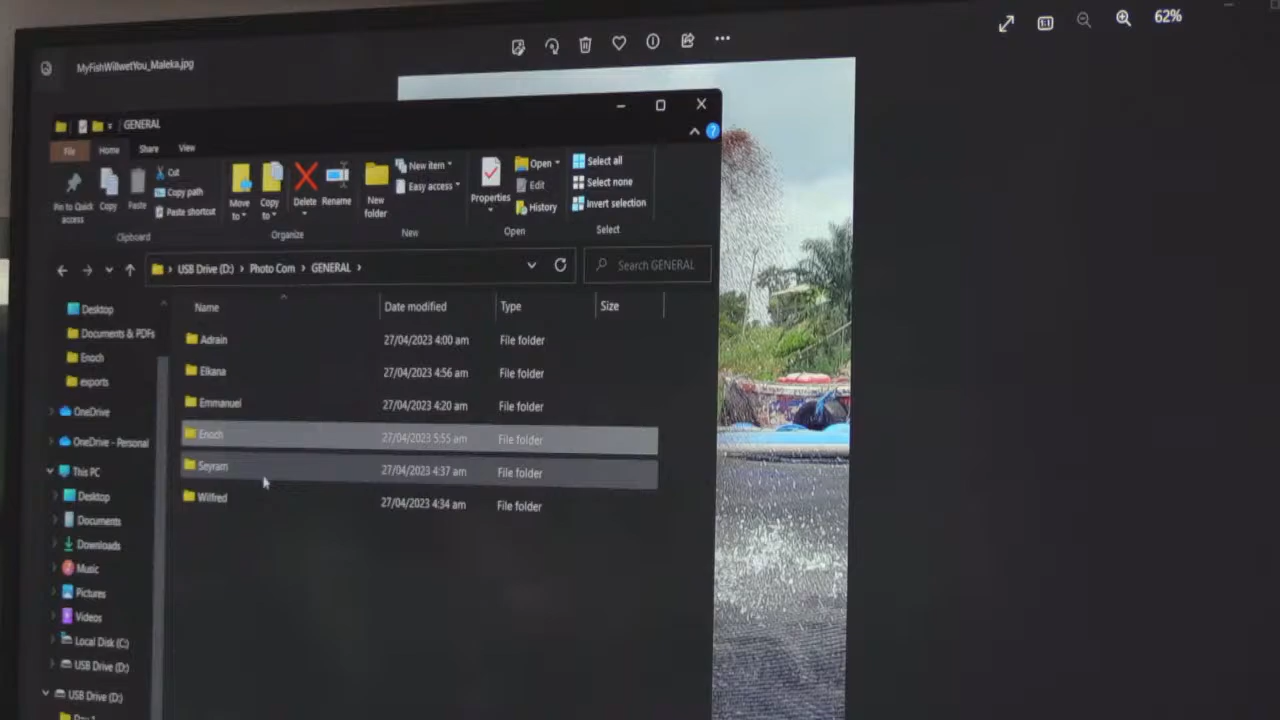 62%
MyFishWillwetYou_Maleka.jpg
GENERAL
File Home Share View
Pin to Quick access
Copy
Paste
Cut
Copy path
Paste shortcut
Clipboard
Move to
Copy to
Delete
Rename
Organize
New folder
New item
Easy access
New
Properties
Open
Edit
History
Open
Select all
Select none
Invert selection
Select
USB Drive (D:) > Photo Com > GENERAL >
Search GENERAL
Name Date modified Type Size
Adrain 27/04/2023 4:00 am File folder
Elkana 27/04/2023 4:56 am File folder
Emmanuel 27/04/2023 4:20 am File folder
Enoch 27/04/2023 5:55 am File folder
Seyram 27/04/2023 4:37 am File folder
Wilfred 27/04/2023 4:34 am File folder
Desktop
Documents & PDFs
Enoch
exports
OneDrive
OneDrive - Personal
This PC
Desktop
Documents
Downloads
Music
Pictures
Videos
Local Disk (C:)
USB Drive (D:)
USB Drive (D:)
Day 1